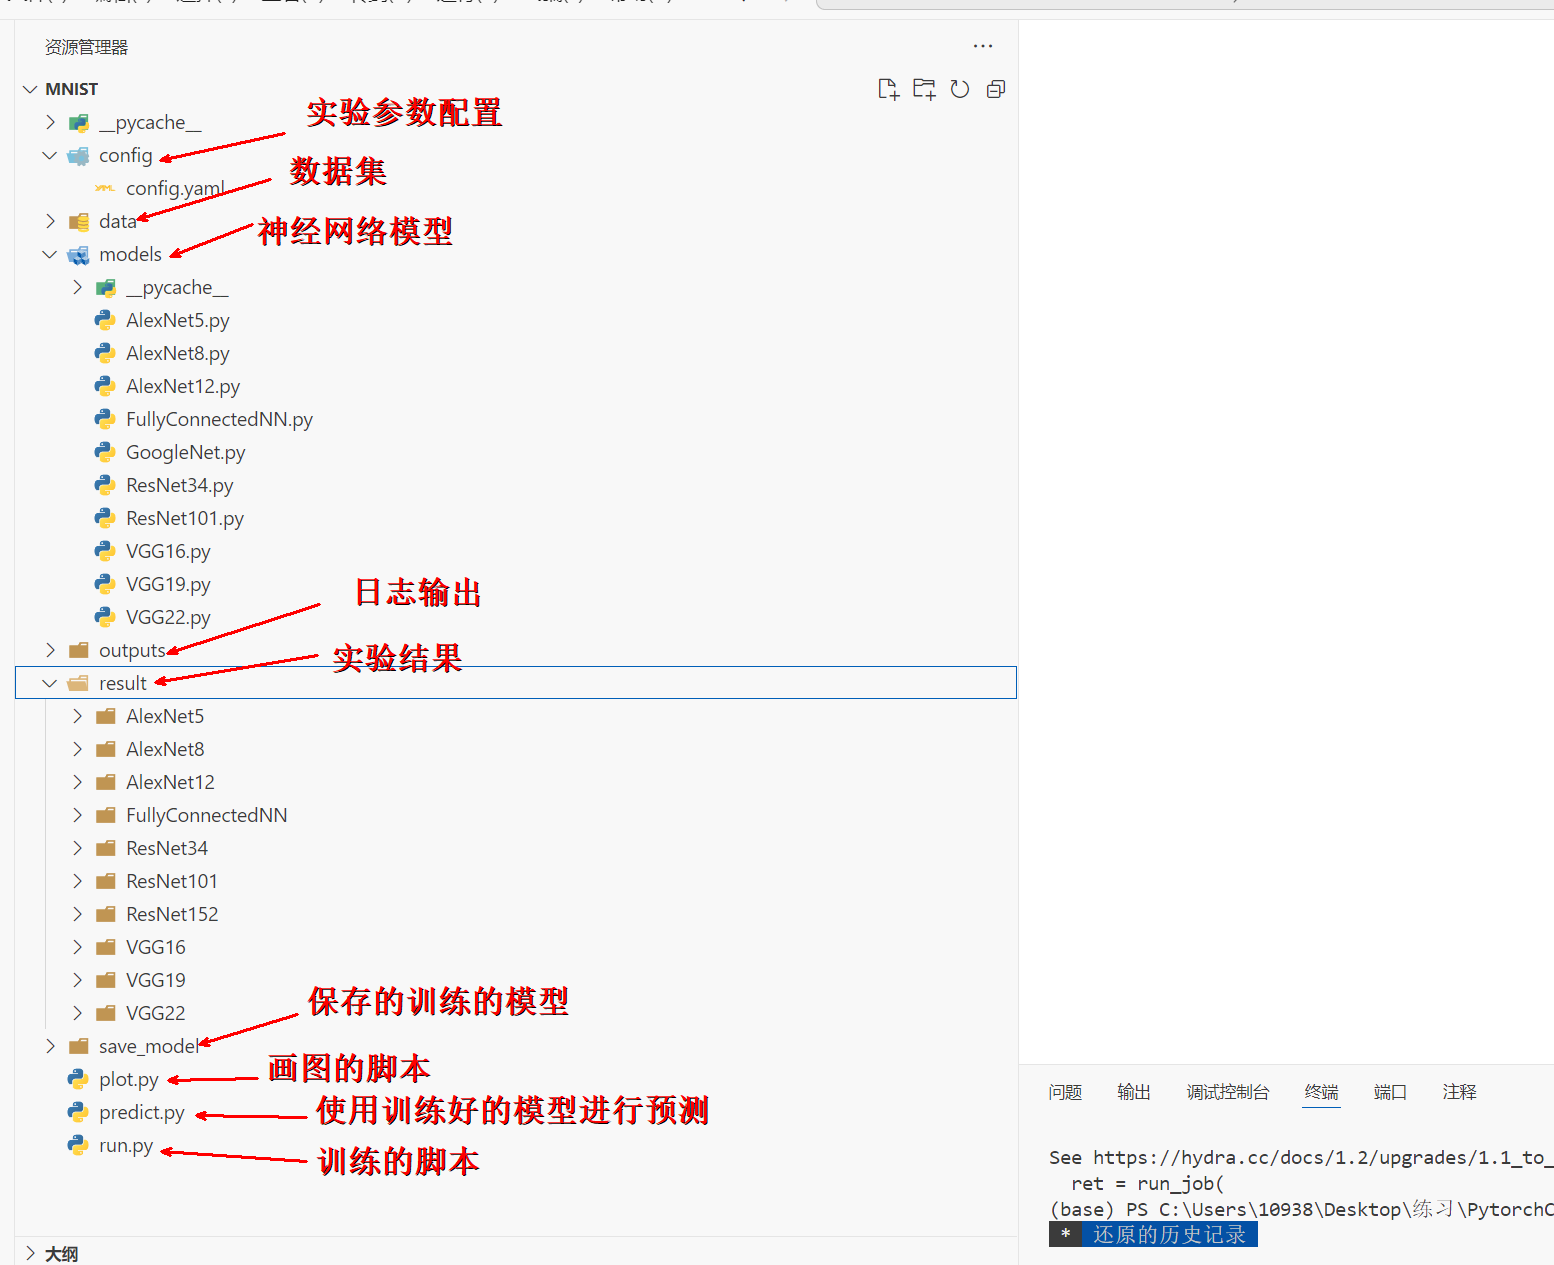 资源管理器
MNIST
实验参数配置
__pycache__
config
数据集
config.yaml
data
神经网络模型
models
__pycache__
AlexNet5.py
AlexNet8.py
AlexNet12.py
FullyConnectedNN.py
GoogleNet.py
ResNet34.py
ResNet101.py
VGG16.py
VGG19.py
日志输出
VGG22.py
outputs
实验结果
result
AlexNet5
AlexNet8
AlexNet12
FullyConnectedNN
ResNet34
ResNet101
ResNet152
VGG16
VGG19
保存的训练的模型
VGG22
save_model
画图的脚本
plot.py
使用训练好的模型进行预测
predict.py
训练的脚本
run.py
大纲
问题 输出 调试控制台 终端 端口 注释
See https://hydra.cc/docs/1.2/upgrades/1.1_to_
ret = run_job(
(base) PS C:\Users\10938\Desktop\练习\PytorchC
* 还原的历史记录